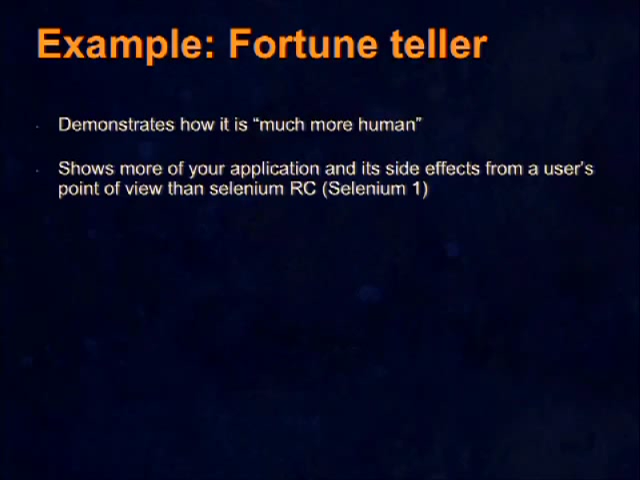 Example: Fortune teller
Demonstrates how it is “much more human”
Shows more of your application and its side effects from a user’s
point of view than selenium RC (Selenium 1)